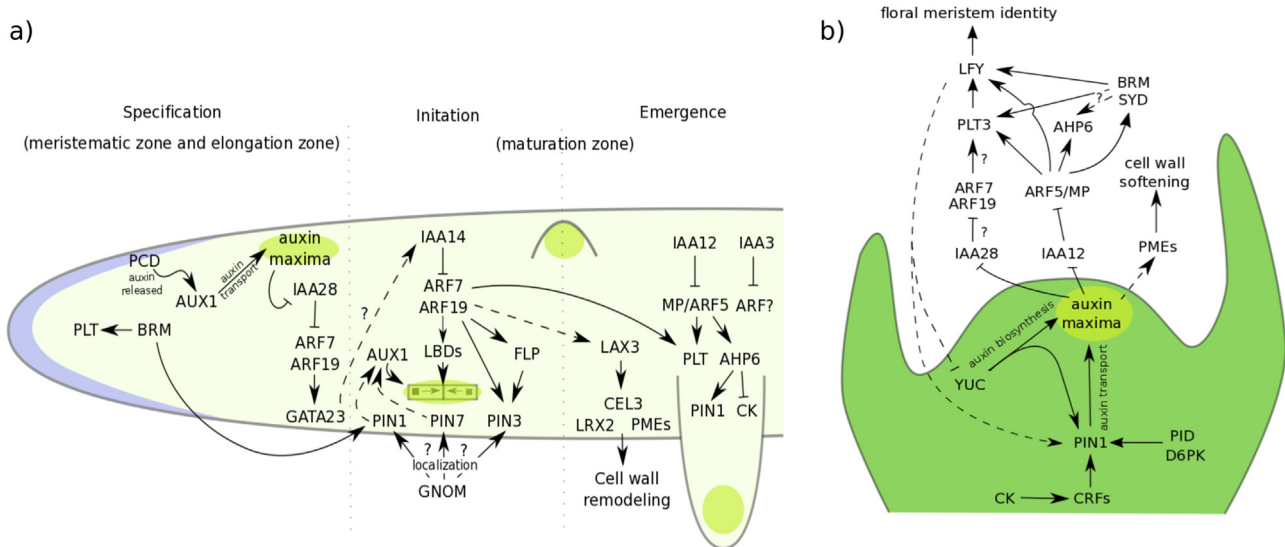 a)
Specification
(meristematic zone and elongation zone)
Initation
(maturation zone)
Emergence
PCD
auxin
released
AUX1
auxin
transport
auxin
maxima
IAA28
PLT
BRM
ARF7
ARF19
GATA23
?
IAA14
ARF7
ARF19
AUX1
LBDs
FLP
PIN1
PIN7
PIN3
?
?
localization
GNOM
LAX3
CEL3
LRX2
PMEs
Cell wall
remodeling
IAA12
IAA3
MP/ARF5
ARF?
PLT
AHP6
PIN1
CK
b)
floral meristem identity
LFY
BRM
SYD
?
PLT3
AHP6
?
ARF7
ARF19
ARF5/MP
cell wall
softening
?
IAA28
IAA12
PMEs
auxin
maxima
auxin biosynthesis
YUC
auxin transport
PIN1
PID
D6PK
CK
CRFs